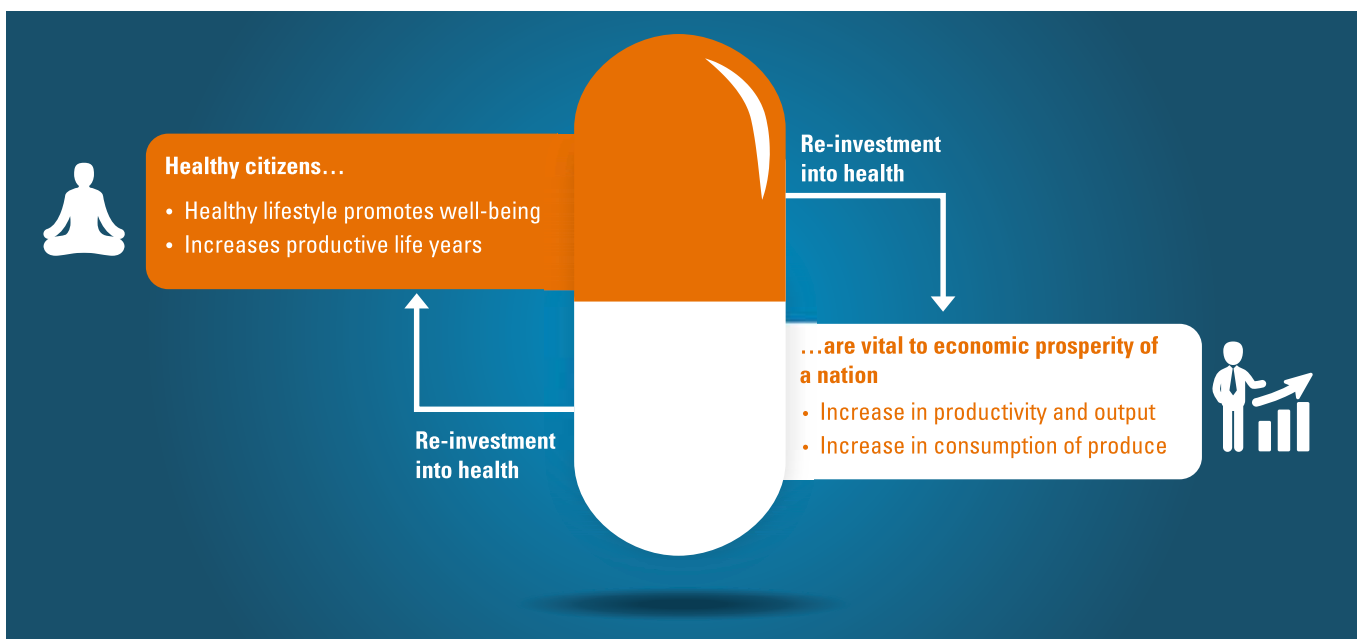 Healthy citizens…
• Healthy lifestyle promotes well-being
• Increases productive life years
Re-investment
into health
…are vital to economic prosperity of
a nation
• Increase in productivity and output
• Increase in consumption of produce
Re-investment
into health